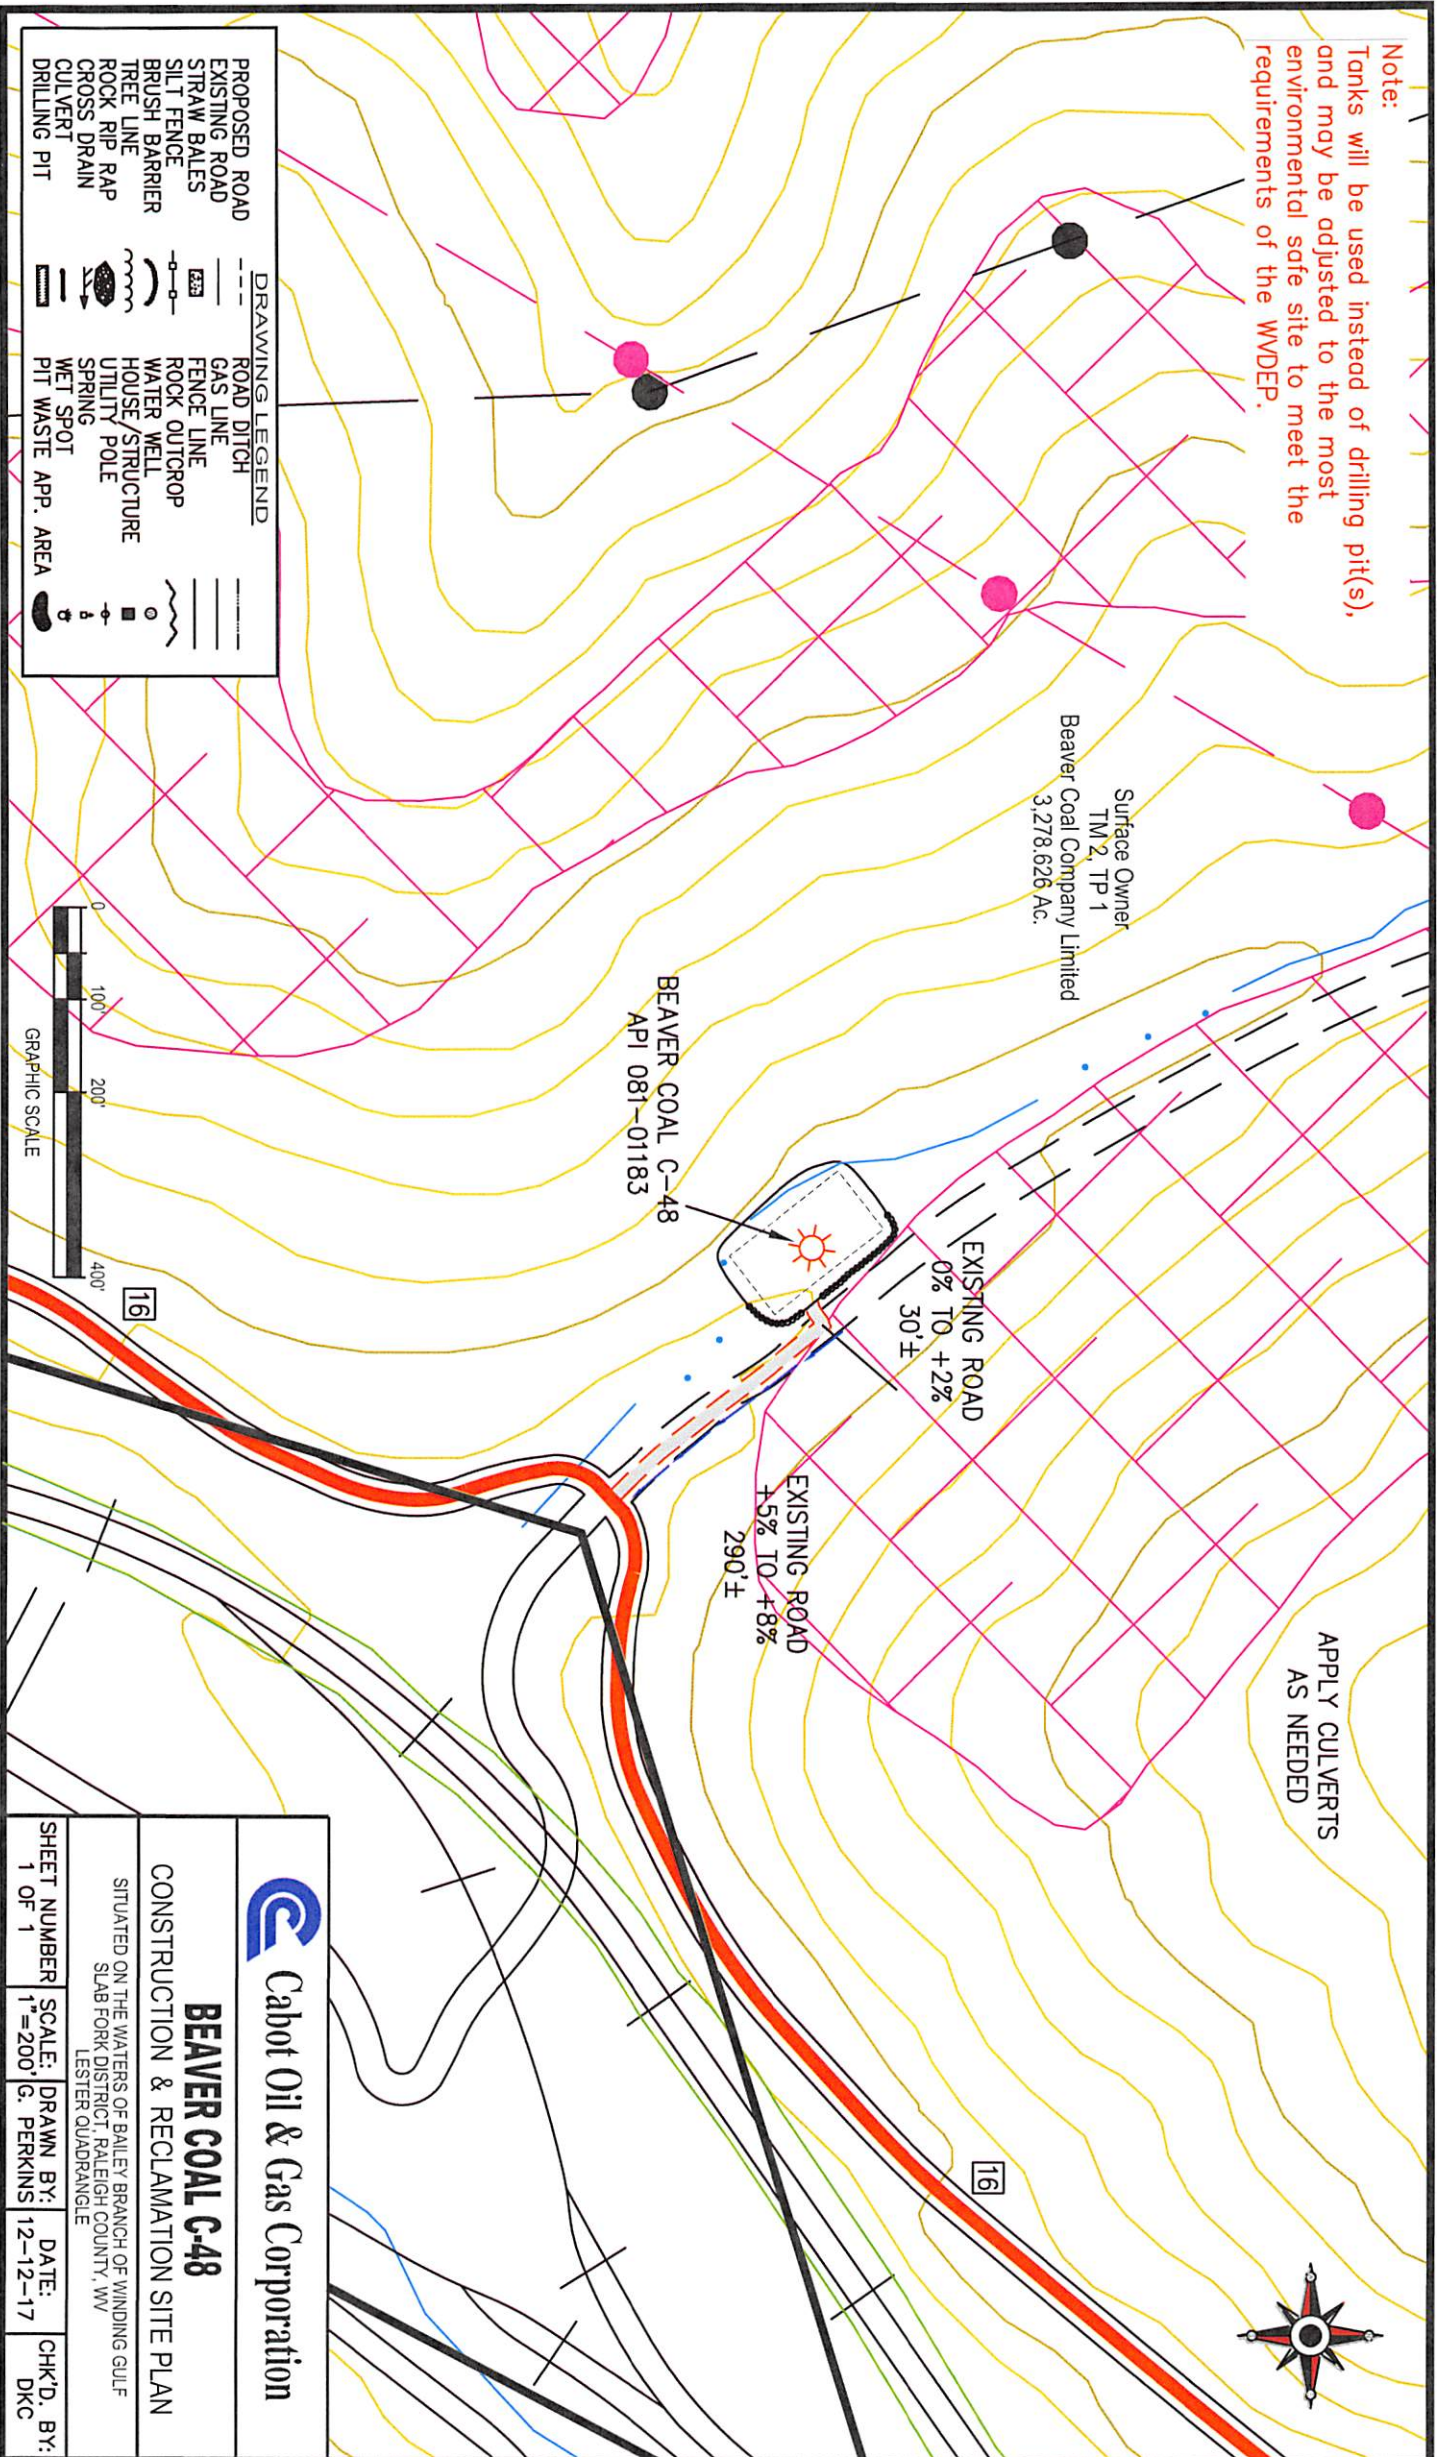 Note:
Tanks will be used instead of drilling pit(s),
and may be adjusted to the most
environmental safe site to meet the
requirements of the WVDEP.
Surface Owner
TM 2, TP 1
Beaver Coal Company Limited
3,278.626 Ac.
APPLY CULVERTS
AS NEEDED
EXISTING ROAD
0% TO +2%
30'±
EXISTING ROAD
+5% TO +8%
290'±
BEAVER COAL C-48
API 081-01183
16
16
DRAWING LEGEND
PROPOSED ROAD
EXISTING ROAD
STRAW BALES
SILT FENCE
BRUSH BARRIER
TREE LINE
ROCK RIP RAP
CROSS DRAIN
CULVERT
DRILLING PIT
ROAD DITCH
GAS LINE
FENCE LINE
ROCK OUTCROP
WATER WELL
HOUSE/STRUCTURE
UTILITY POLE
SPRING
WET SPOT
PIT WASTE APP. AREA
0 100' 200' 400'
GRAPHIC SCALE
Cabot Oil & Gas Corporation
BEAVER COAL C-48
CONSTRUCTION & RECLAMATION SITE PLAN
SITUATED ON THE WATERS OF BAILEY BRANCH OF WINDING GULF
SLAB FORK DISTRICT, RALEIGH COUNTY, WV
LESTER QUADRANGLE
SHEET NUMBER
1 OF 1
SCALE:
1"=200'
DRAWN BY:
G. PERKINS
DATE:
12-12-17
CHK'D. BY:
DKC